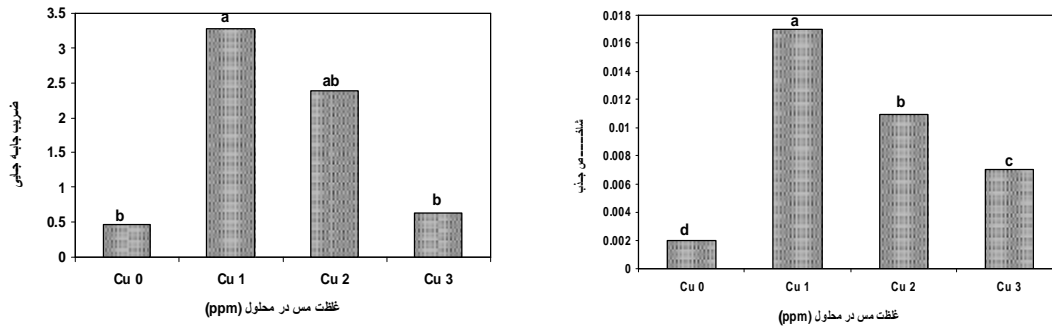 ضریب جابه جایی
3.5
3
2.5
2
1.5
1
0.5
0
b
a
ab
b
Cu 0 Cu 1 Cu 2 Cu 3
غلظت مس در محلول (ppm)
شاخـــــص جذب
0.018
0.016
0.014
0.012
0.01
0.008
0.006
0.004
0.002
0
d
a
b
c
Cu 0 Cu 1 Cu 2 Cu 3
غلظت مس در محلول (ppm)